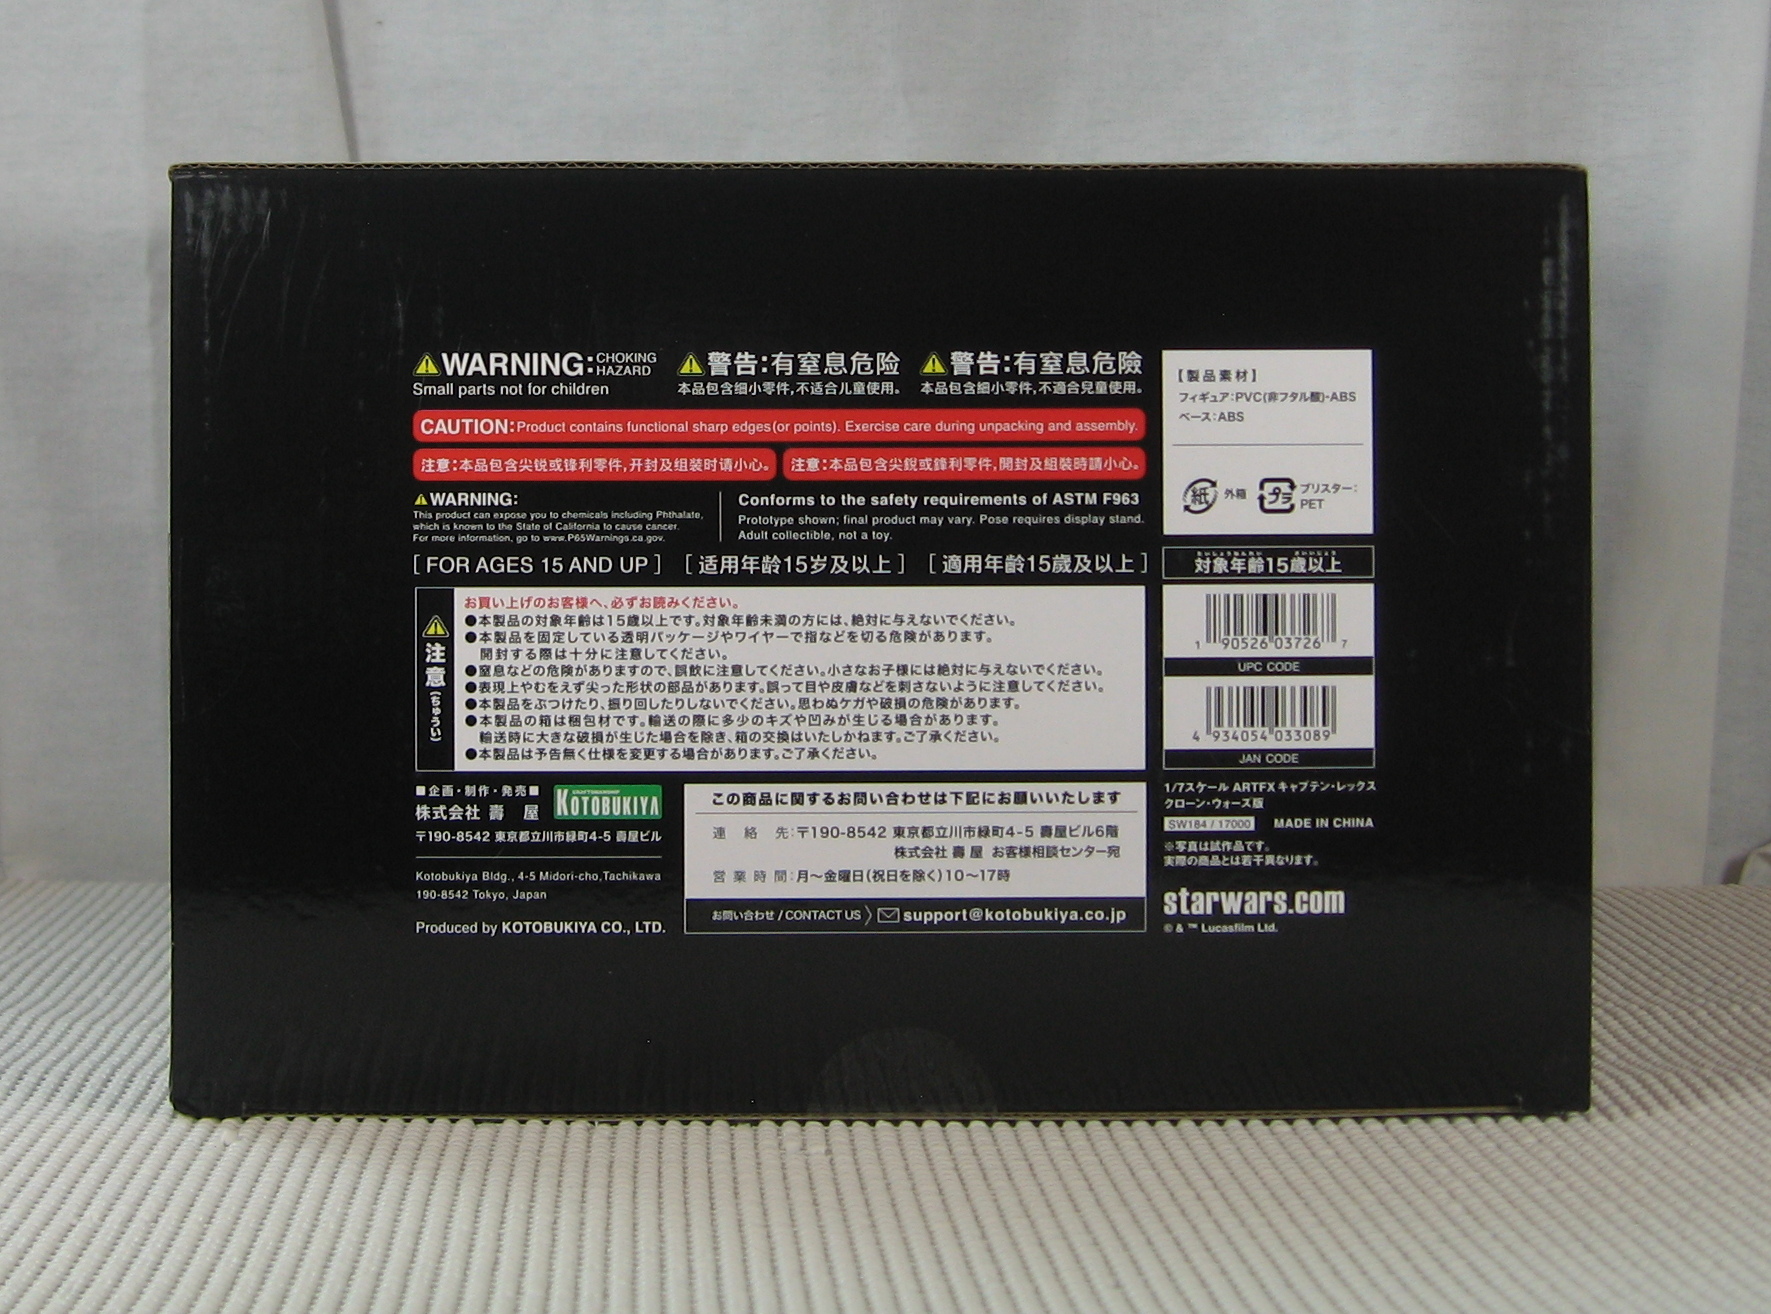 WARNING: CHOKING HAZARD
Small parts not for children
警告:有窒息危险
本品包含细小零件,不适合儿童使用。
警告:有窒息危險
本品包含細小零件,不適合兒童使用。
CAUTION:Product contains functional sharp edges(or points). Exercise care during unpacking and assembly.
注意:本品包含尖锐或锋利零件,开封及组装时请小心。
注意:本品包含尖銳或鋒利零件,開封及組裝時請小心。
WARNING:
This product can expose you to chemicals including Phthalate,
which is known to the State of California to cause cancer.
For more information, go to www.P65Warnings.ca.gov.
Conforms to the safety requirements of ASTM F963
Prototype shown; final product may vary. Pose requires display stand.
Adult collectible, not a toy.
[ FOR AGES 15 AND UP ]
[ 适用年龄15岁及以上 ]
[ 適用年齡15歲及以上 ]
注意(ちゅうい)
お買い上げのお客様へ、必ずお読みください。
●本製品の対象年齢は15歳以上です。対象年齢未満の方には、絶対に与えないでください。
●本製品を固定している透明パッケージやワイヤーで指などを切る危険があります。
開封する際は十分に注意してください。
●窒息などの危険がありますので、誤飲に注意してください。小さなお子様には絶対に与えないでください。
●表現上やむをえず尖った形状の部品があります。誤って目や皮膚などを刺さないように注意してください。
●本製品をぶつけたり、振り回したりしないでください。思わぬケガや破損の危険があります。
●本製品の箱は梱包材です。輸送の際に多少のキズや凹みが生じる場合があります。
輸送時に大きな破損が生じた場合を除き、箱の交換はいたしかねます。ご了承ください。
●本製品は予告無く仕様を変更する場合があります。ご了承ください。
■企画・制作・発売■
株式会社 壽 屋
KOTOBUKIYA
〒190-8542 東京都立川市緑町4-5 壽屋ビル
Kotobukiya Bldg., 4-5 Midori-cho,Tachikawa
190-8542 Tokyo, Japan
Produced by KOTOBUKIYA CO., LTD.
この商品に関するお問い合わせは下記にお願いいたします
連 絡 先:〒190-8542 東京都立川市緑町4-5 壽屋ビル6階
株式会社 壽 屋 お客様相談センター宛
営 業 時 間:月〜金曜日(祝日を除く)10〜17時
お問い合わせ / CONTACT US support@kotobukiya.co.jp
【製品素材】
フィギュア:PVC(非フタル酸)・ABS
ベース:ABS
紙 外箱
プラ ブリスター:
PET
たいしょうねんれい さいいじょう
対象年齢15歳以上
1 90526 03726 7
UPC CODE
4 934054 033089
JAN CODE
1/7スケール ARTFX キャプテン・レックス
クローン・ウォーズ版
SW184 / 17000 MADE IN CHINA
※写真は試作品です。
実際の商品とは若干異なります。
starwars.com
© & ™ Lucasfilm Ltd.